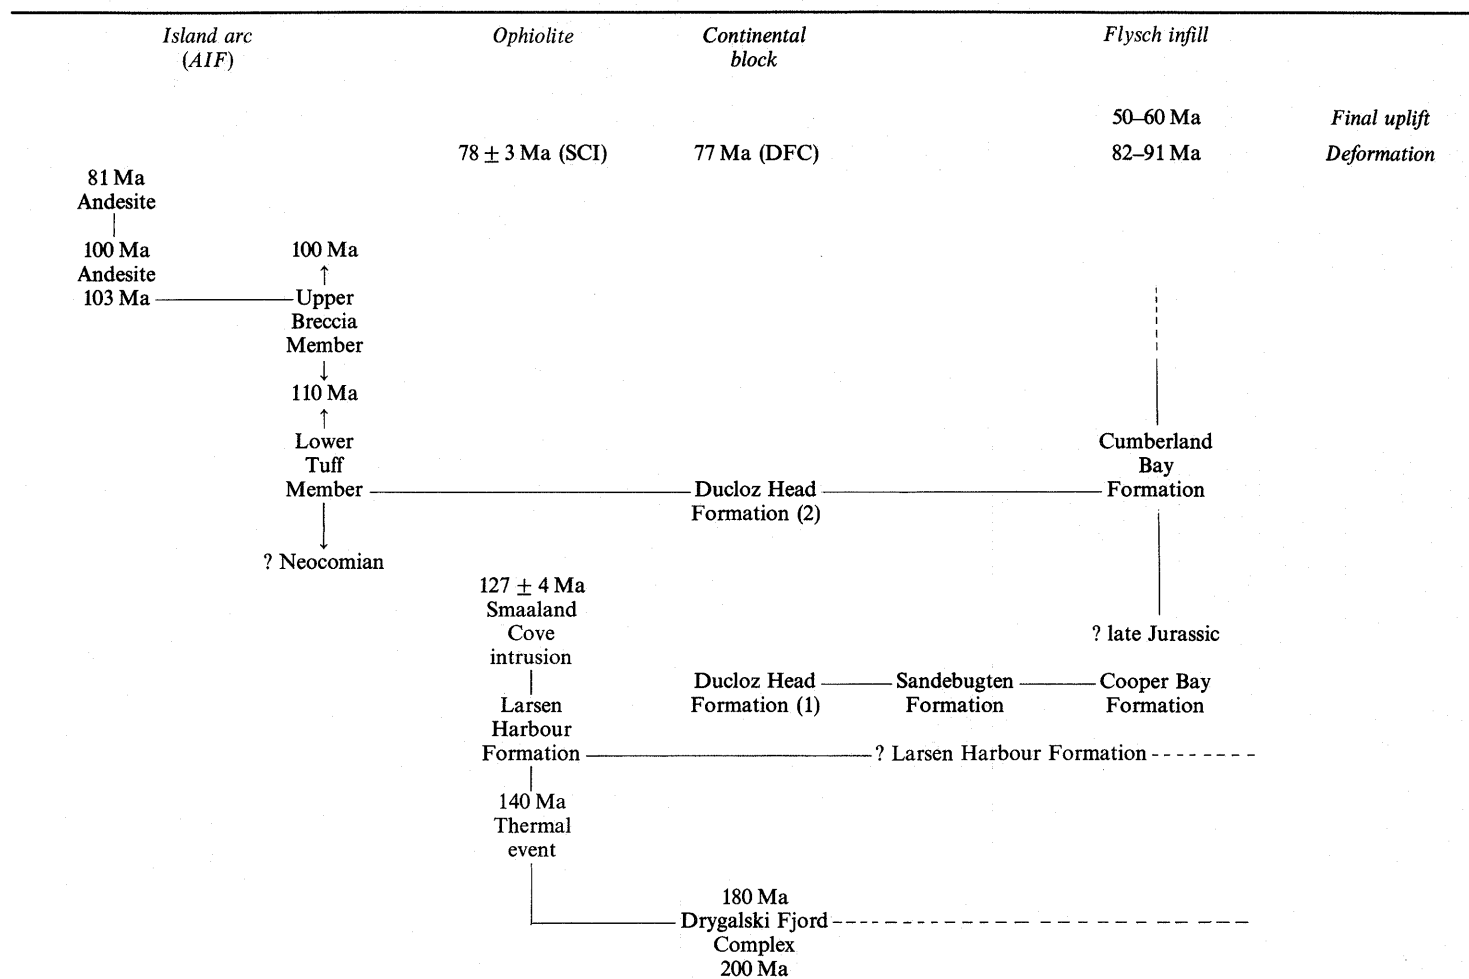 Island arc
(AIF)
Ophiolite
Continental
block
Flysch infill
50–60 Ma
Final uplift
78 ± 3 Ma (SCI)
77 Ma (DFC)
82–91 Ma
Deformation
81 Ma
Andesite
100 Ma
Andesite
103 Ma
100 Ma
Upper
Breccia
Member
110 Ma
Lower
Tuff
Member
? Neocomian
Ducloz Head
Formation (2)
Cumberland
Bay
Formation
? late Jurassic
127 ± 4 Ma
Smaaland
Cove
intrusion
Larsen
Harbour
Formation
Ducloz Head
Formation (1)
Sandebugten
Formation
Cooper Bay
Formation
? Larsen Harbour Formation
140 Ma
Thermal
event
180 Ma
Drygalski Fjord
Complex
200 Ma